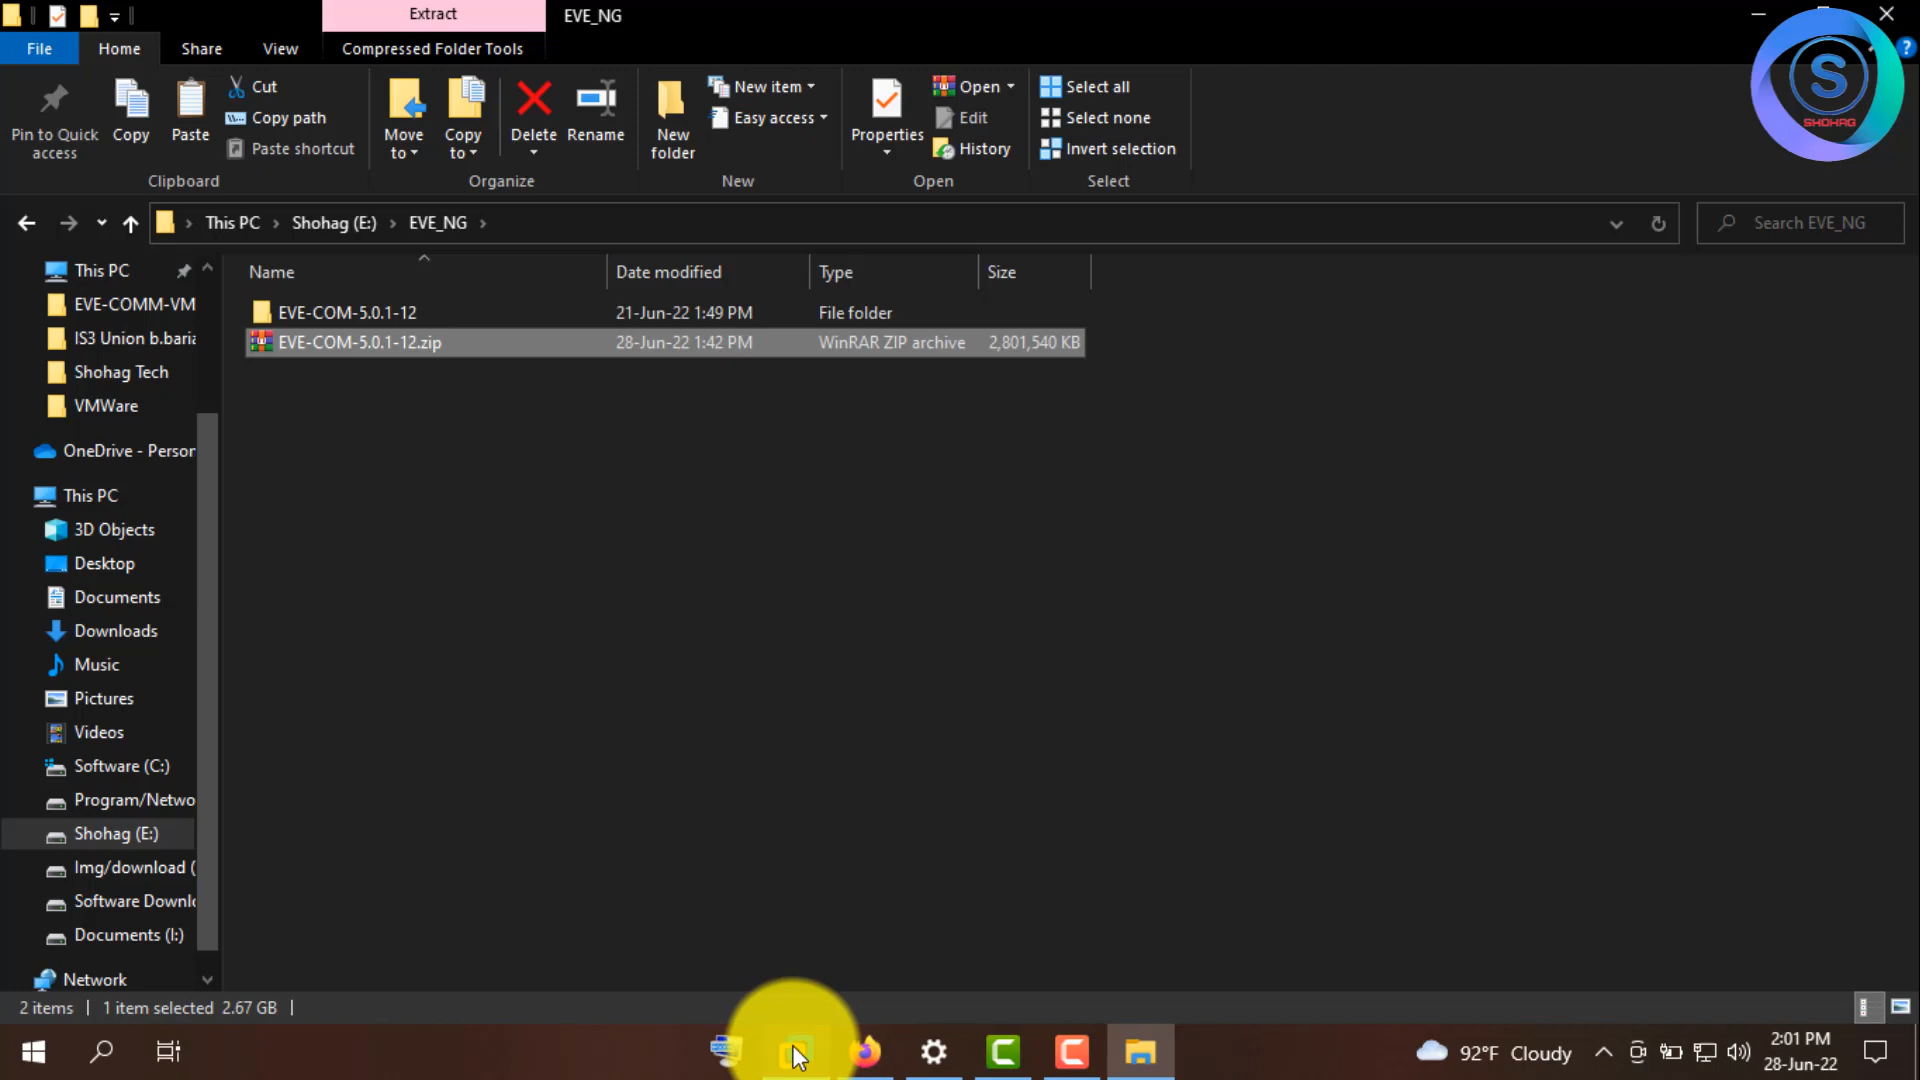 Extract
EVE_NG
File
Home
Share
View
Compressed Folder Tools
Pin to Quick access
Copy
Paste
Cut
Copy path
Paste shortcut
Clipboard
Move to
Copy to
Delete
Rename
Organize
New folder
New item
Easy access
New
Properties
Open
Edit
History
Open
Select all
Select none
Invert selection
Select
S
SHOHAG
This PC
Shohag (E:)
EVE_NG
Search EVE_NG
Name
Date modified
Type
Size
EVE-COM-5.0.1-12 21-Jun-22 1:49 PM File folder
EVE-COM-5.0.1-12.zip 28-Jun-22 1:42 PM WinRAR ZIP archive 2,801,540 KB
This PC
EVE-COMM-VM
IS3 Union b.baria
Shohag Tech
VMWare
OneDrive - Person
This PC
3D Objects
Desktop
Documents
Downloads
Music
Pictures
Videos
Software (C:)
Program/Netwo
Shohag (E:)
Img/download (
Software Downlo
Documents (I:)
Network
2 items
1 item selected 2.67 GB
92°F Cloudy
2:01 PM
28-Jun-22